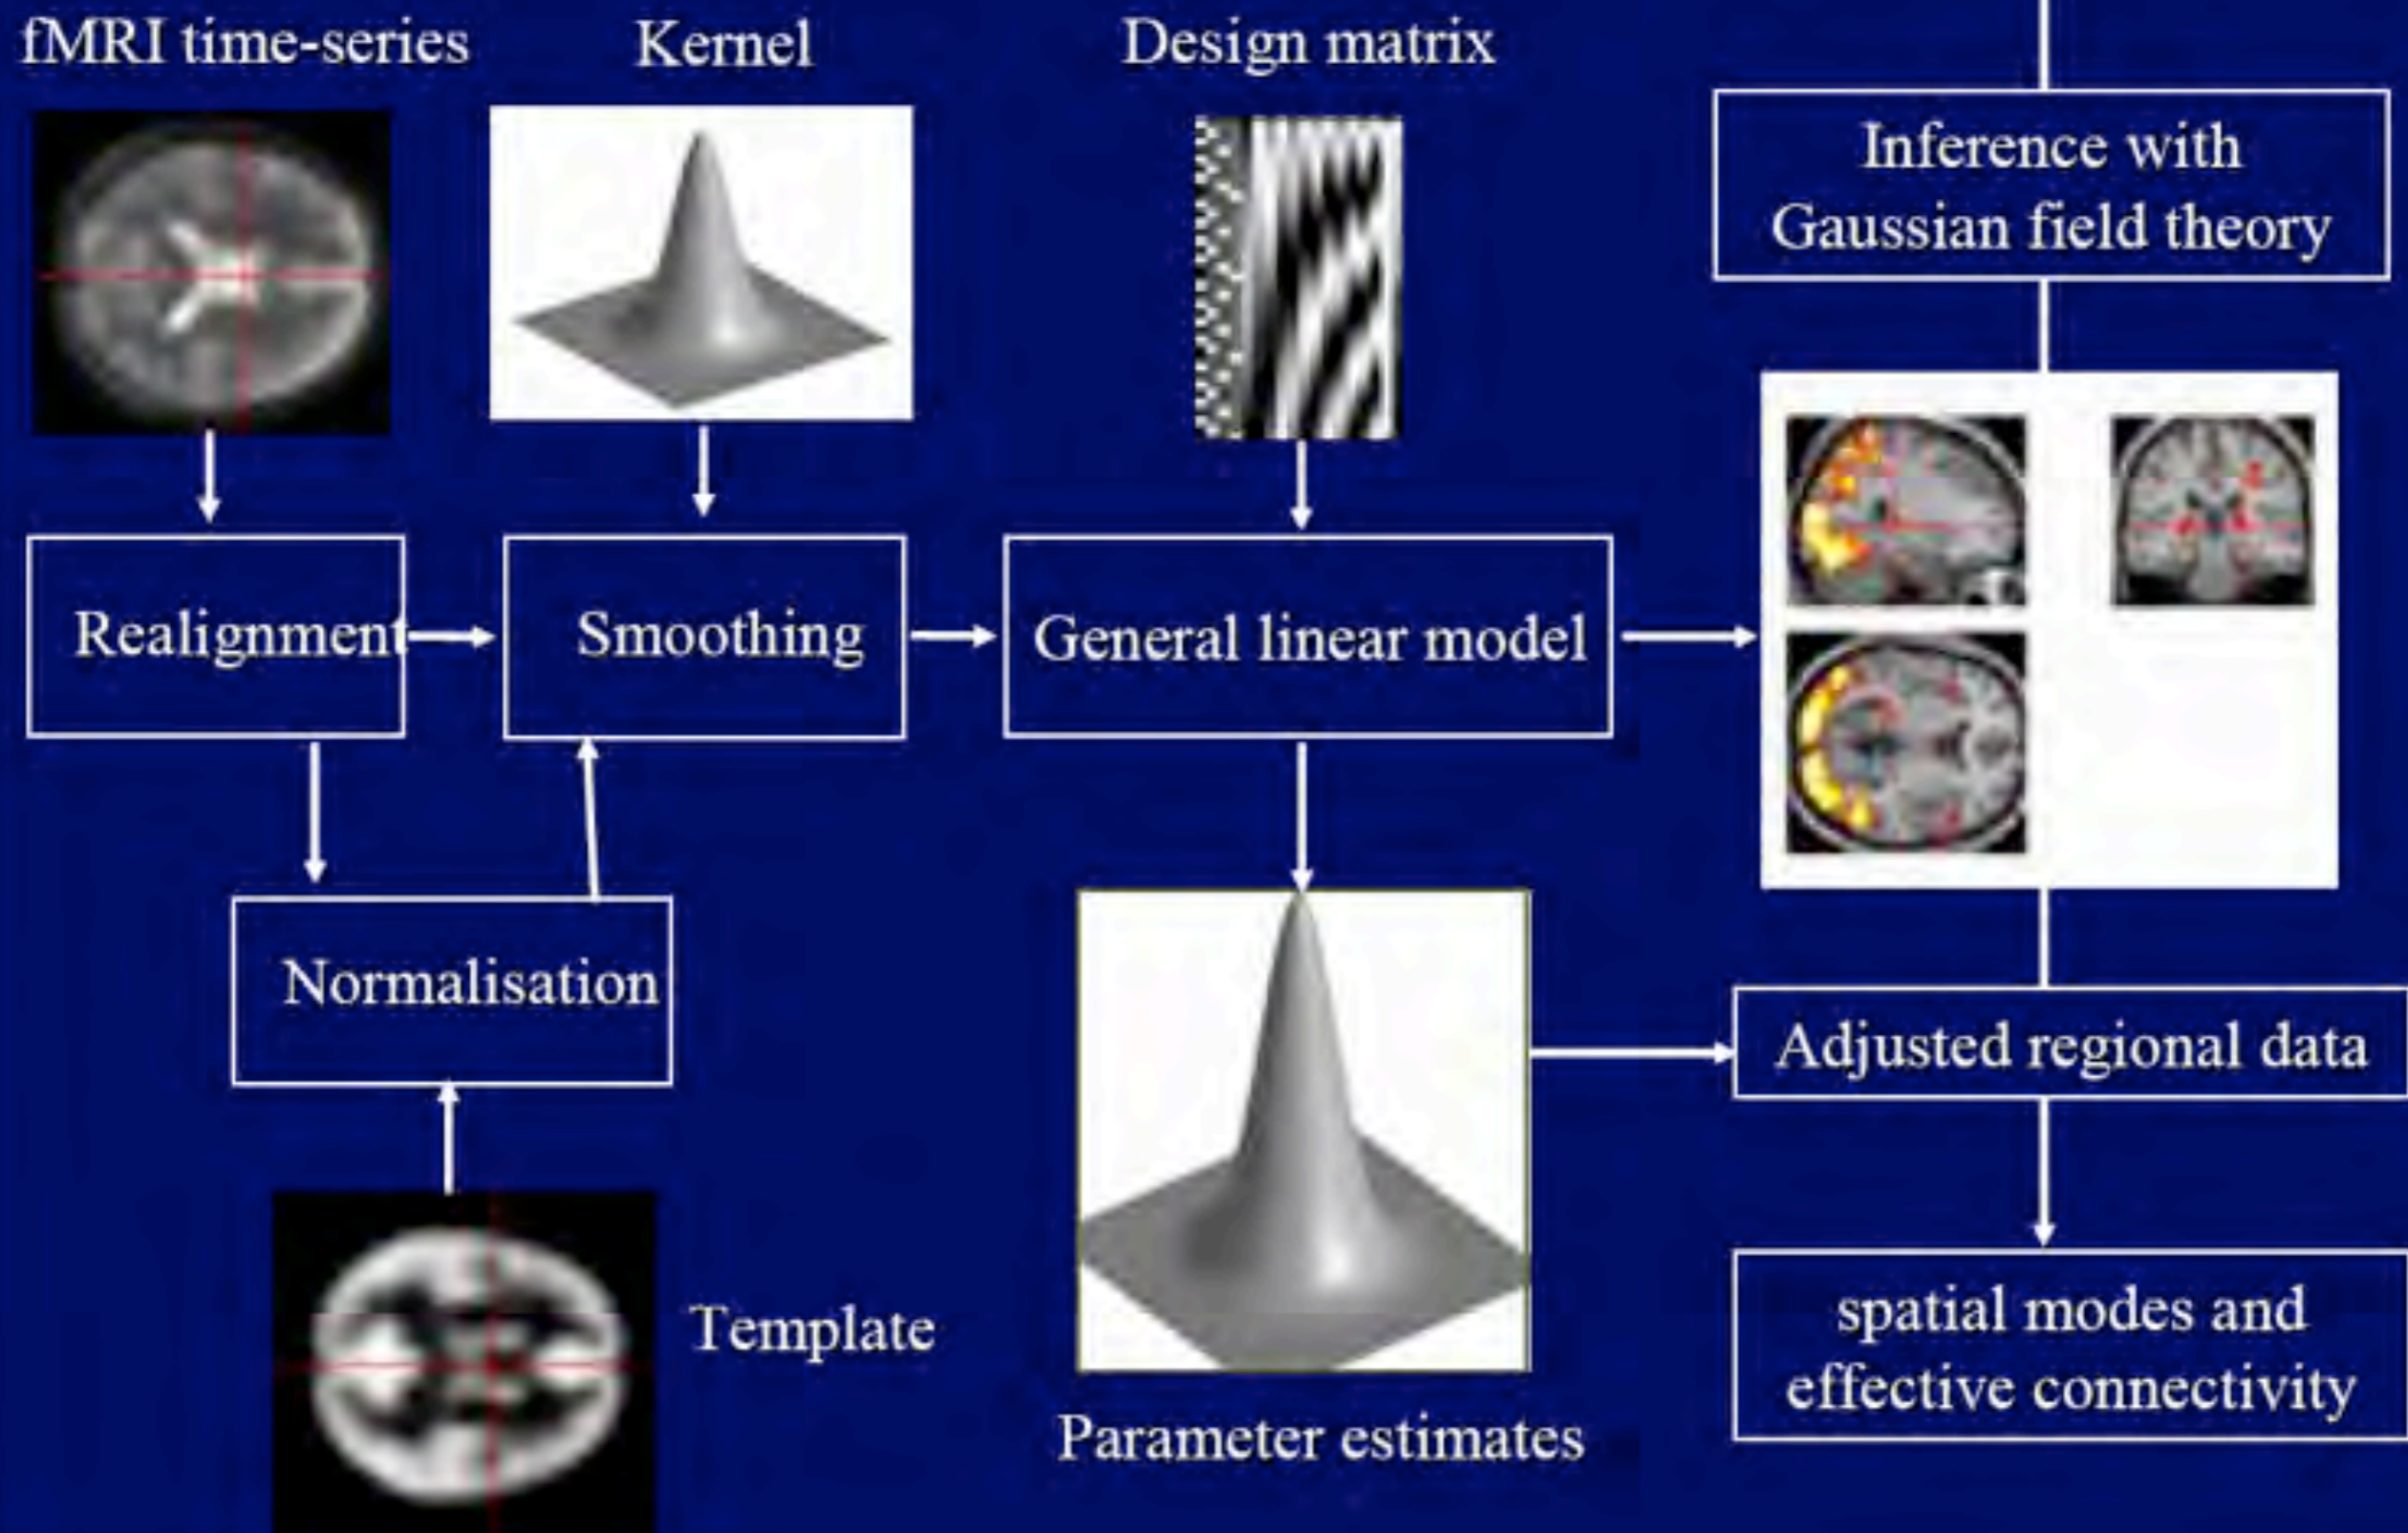 fMRI time-series
Kernel
Design matrix
Inference with
Gaussian field theory
Realignment
Smoothing
General linear model
Normalisation
Adjusted regional data
Template
spatial modes and
effective connectivity
Parameter estimates